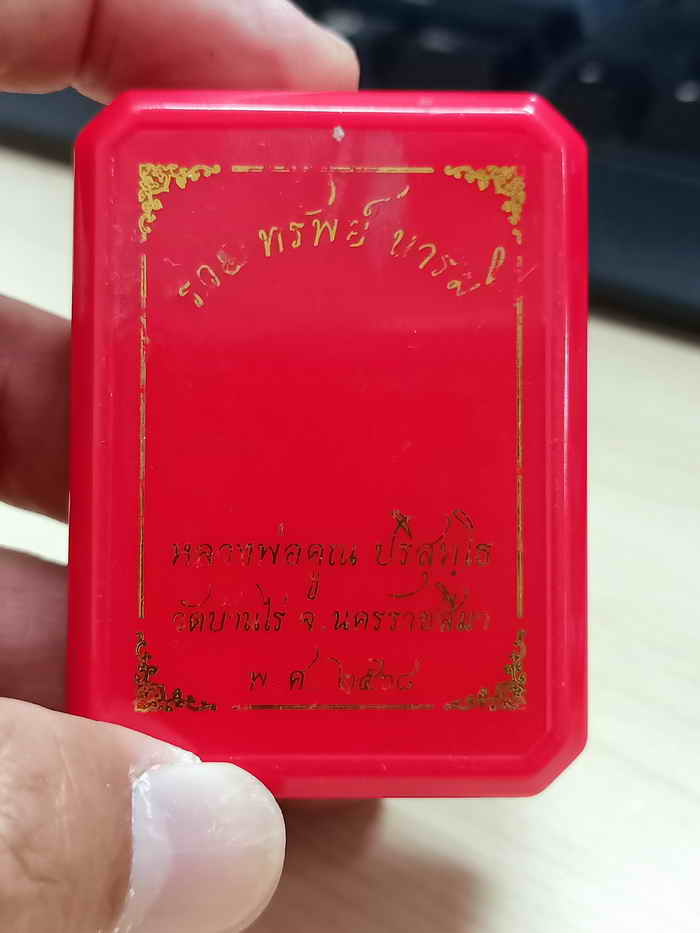 รวย ทรัพย์ บารมี
หลวงพ่อคูณ ปริสุทฺโธ
วัดบ้านไร่ จ.นครราชสีมา
พ ศ ๒๕๖๘